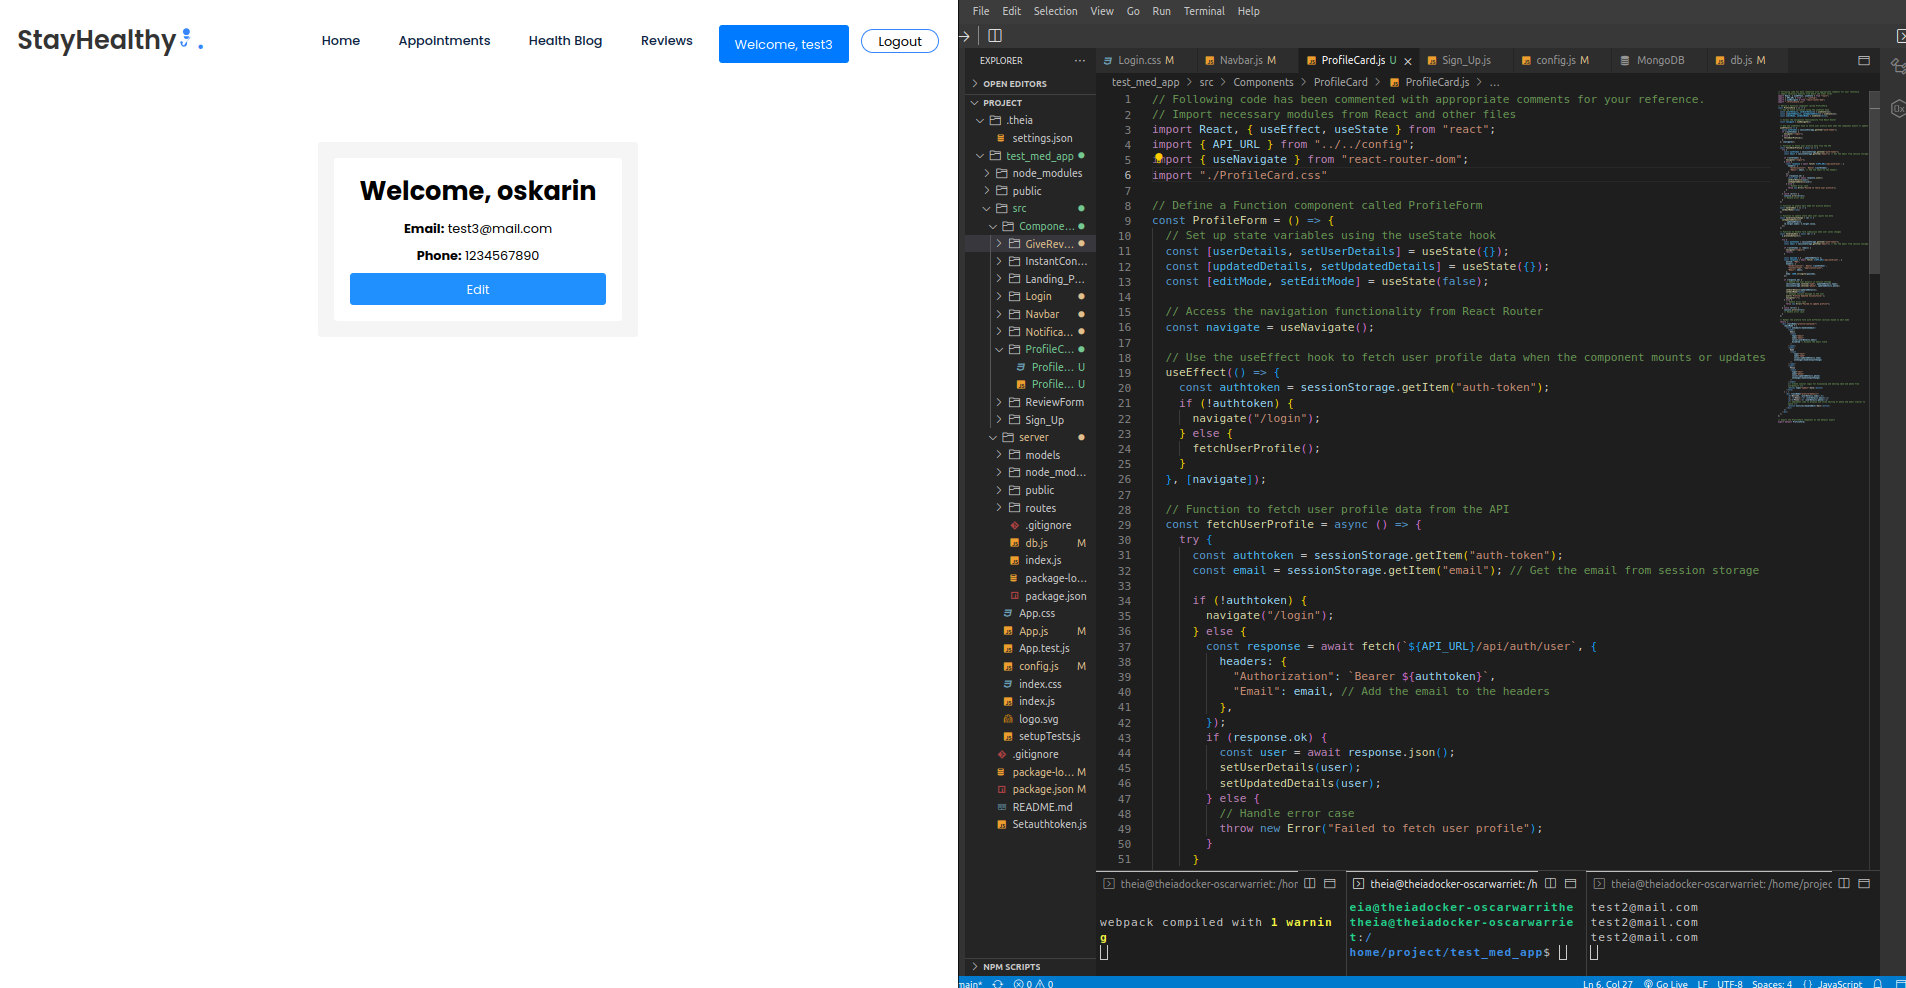 StayHealthy
Home Appointments Health Blog Reviews Welcome, test3 Logout
Welcome, oskarin
Email: test3@mail.com
Phone: 1234567890
Edit
File Edit Selection View Go Run Terminal Help
EXPLORER
OPEN EDITORS
PROJECT
.theia
settings.json
test_med_app
node_modules
public
src
Compone...
GiveRev...
InstantCon...
Landing_P...
Login
Navbar
Notifica...
ProfileC...
Profile... U
Profile... U
ReviewForm
Sign_Up
server
models
node_mod...
public
routes
.gitignore
db.js M
index.js
package-lo...
package.json
App.css
App.js M
App.test.js
config.js M
index.css
index.js
logo.svg
setupTests.js
.gitignore
package-lo... M
package.json M
README.md
Setauthtoken.js
NPM SCRIPTS
Login.css M Navbar.js M ProfileCard.js U Sign_Up.js config.js M MongoDB db.js M
test_med_app > src > Components > ProfileCard > ProfileCard.js > ...
1 // Following code has been commented with appropriate comments for your reference.
2 // Import necessary modules from React and other files
3 import React, { useEffect, useState } from "react";
4 import { API_URL } from "../../config";
5 import { useNavigate } from "react-router-dom";
6 import "./ProfileCard.css"
7
8 // Define a Function component called ProfileForm
9 const ProfileForm = () => {
10 // Set up state variables using the useState hook
11 const [userDetails, setUserDetails] = useState({});
12 const [updatedDetails, setUpdatedDetails] = useState({});
13 const [editMode, setEditMode] = useState(false);
14
15 // Access the navigation functionality from React Router
16 const navigate = useNavigate();
17
18 // Use the useEffect hook to fetch user profile data when the component mounts or updates
19 useEffect(() => {
20 const authtoken = sessionStorage.getItem("auth-token");
21 if (!authtoken) {
22 navigate("/login");
23 } else {
24 fetchUserProfile();
25 }
26 }, [navigate]);
27
28 // Function to fetch user profile data from the API
29 const fetchUserProfile = async () => {
30 try {
31 const authtoken = sessionStorage.getItem("auth-token");
32 const email = sessionStorage.getItem("email"); // Get the email from session storage
33
34 if (!authtoken) {
35 navigate("/login");
36 } else {
37 const response = await fetch(`${API_URL}/api/auth/user`, {
38 headers: {
39 "Authorization": `Bearer ${authtoken}`,
40 "Email": email, // Add the email to the headers
41 },
42 });
43 if (response.ok) {
44 const user = await response.json();
45 setUserDetails(user);
46 setUpdatedDetails(user);
47 } else {
48 // Handle error case
49 throw new Error("Failed to fetch user profile");
50 }
51 }
theia@theiadocker-oscarwarriet: /hor
webpack compiled with 1 warnin
g
theia@theiadocker-oscarwarriet: /h
eia@theiadocker-oscarwarrithe
theia@theiadocker-oscarwarrie
t:/
home/project/test_med_app$
theia@theiadocker-oscarwarriet: /home/projec
test2@mail.com
test2@mail.com
test2@mail.com
main* 0 0 Ln 6, Col 27 Go Live LF UTF-8 Spaces: 4 {} JavaScript